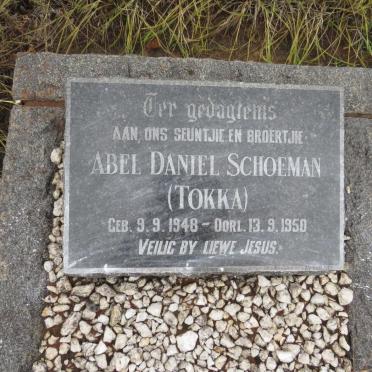 Ter gedagtenis
AAN, ONS SEUNTJIE EN BROERTJIE
ABEL DANIEL SCHOEMAN
(TOKKA)
GEB. 9.9.1948 – OORL. 13.9.1950
VEILIG BY LIEWE JESUS.